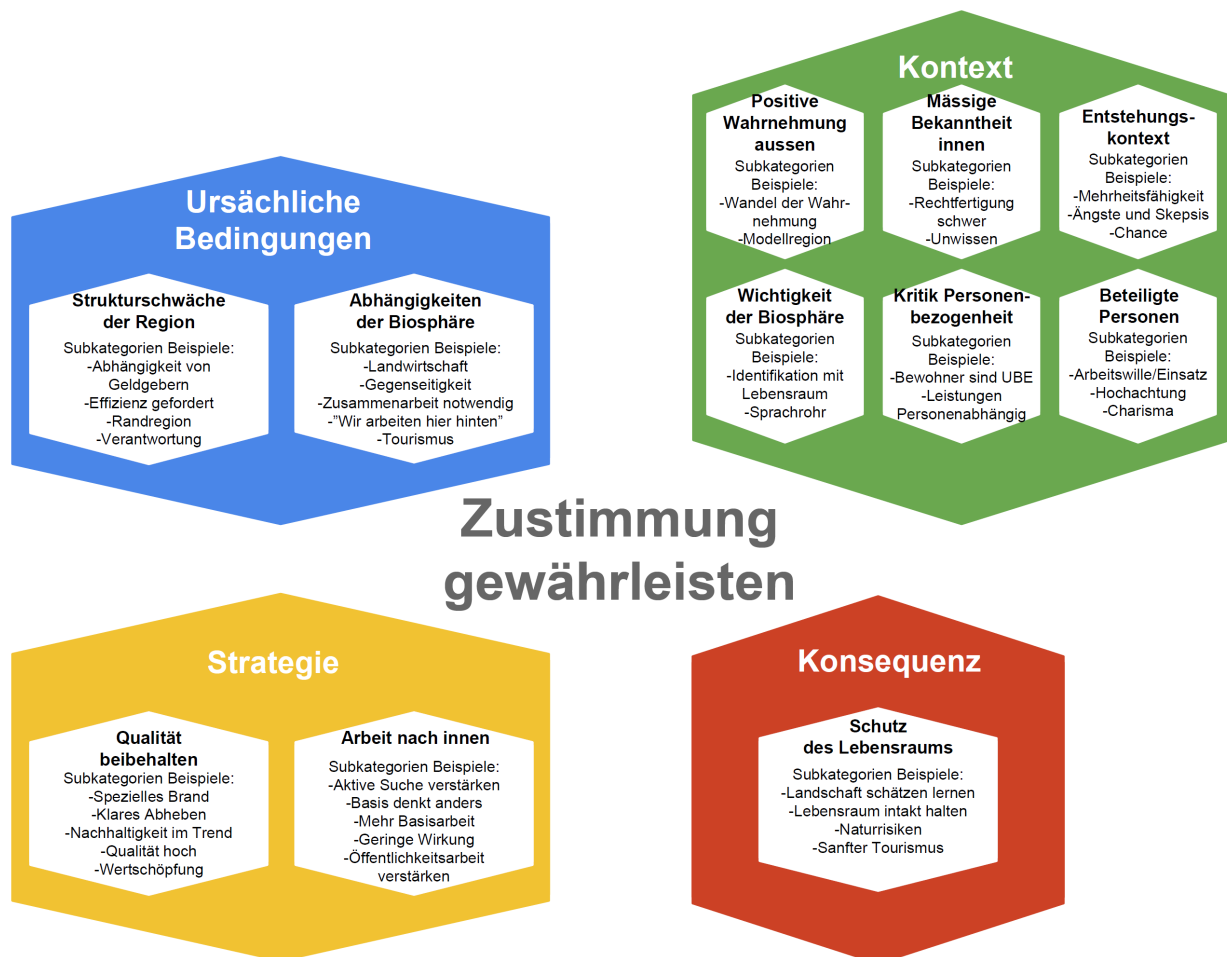 Ursächliche
Bedingungen
Strukturschwäche
der Region
Subkategorien Beispiele:
-Abhängigkeit von
Geldgebern
-Effizienz gefordert
-Randregion
-Verantwortung
Abhängigkeiten
der Biosphäre
Subkategorien Beispiele:
-Landwirtschaft
-Gegenseitigkeit
-Zusammenarbeit notwendig
-"Wir arbeiten hier hinten"
-Tourismus
Kontext
Positive
Wahrnehmung
aussen
Subkategorien
Beispiele:
-Wandel der Wahr-
nehmung
-Modellregion
Mässige
Bekanntheit
innen
Subkategorien
Beispiele:
-Rechtfertigung
schwer
-Unwissen
Entstehungs-
kontext
Subkategorien
Beispiele:
-Mehrheitsfähigkeit
-Ängste und Skepsis
-Chance
Wichtigkeit
der Biosphäre
Subkategorien
Beispiele:
-Identifikation mit
Lebensraum
-Sprachrohr
Kritik Personen-
bezogenheit
Subkategorien
Beispiele:
-Bewohner sind UBE
-Leistungen
Personenabhängig
Beteiligte
Personen
Subkategorien
Beispiele:
-Arbeitswille/Einsatz
-Hochachtung
-Charisma
Zustimmung
gewährleisten
Strategie
Qualität
beibehalten
Subkategorien Beispiele:
-Spezielles Brand
-Klares Abheben
-Nachhaltigkeit im Trend
-Qualität hoch
-Wertschöpfung
Arbeit nach innen
Subkategorien Beispiele:
-Aktive Suche verstärken
-Basis denkt anders
-Mehr Basisarbeit
-Geringe Wirkung
-Öffentlichkeitsarbeit
verstärken
Konsequenz
Schutz
des Lebensraums
Subkategorien Beispiele:
-Landschaft schätzen lernen
-Lebensraum intakt halten
-Naturrisiken
-Sanfter Tourismus